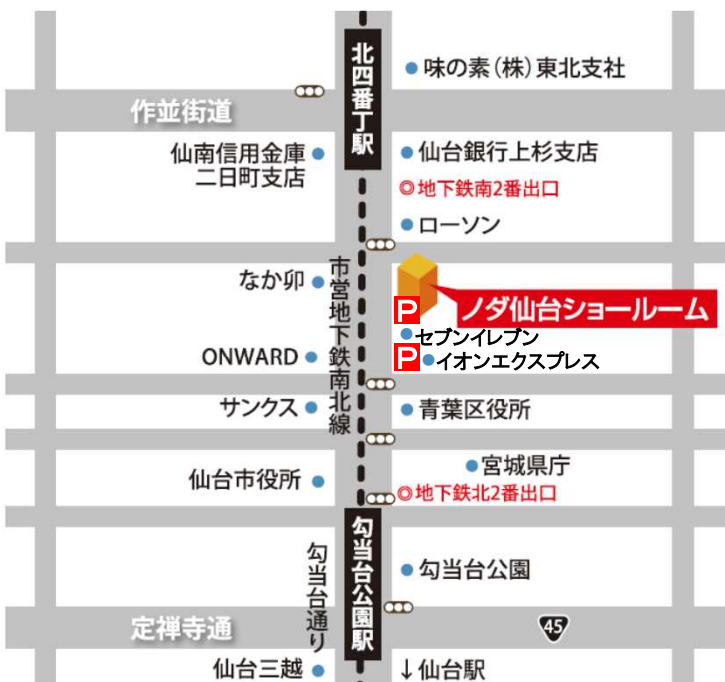 北四番丁駅
味の素(株)東北支社
作並街道
仙南信用金庫
二日町支店
仙台銀行上杉支店
◎地下鉄南2番出口
ローソン
市営地下鉄南北線
なか卯
P
ノダ仙台ショールーム
セブンイレブン
ONWARD
P
イオンエクスプレス
サンクス
青葉区役所
宮城県庁
仙台市役所
◎地下鉄北2番出口
勾当台公園駅
勾当台通り
勾当台公園
定禅寺通
45
仙台三越
↓仙台駅